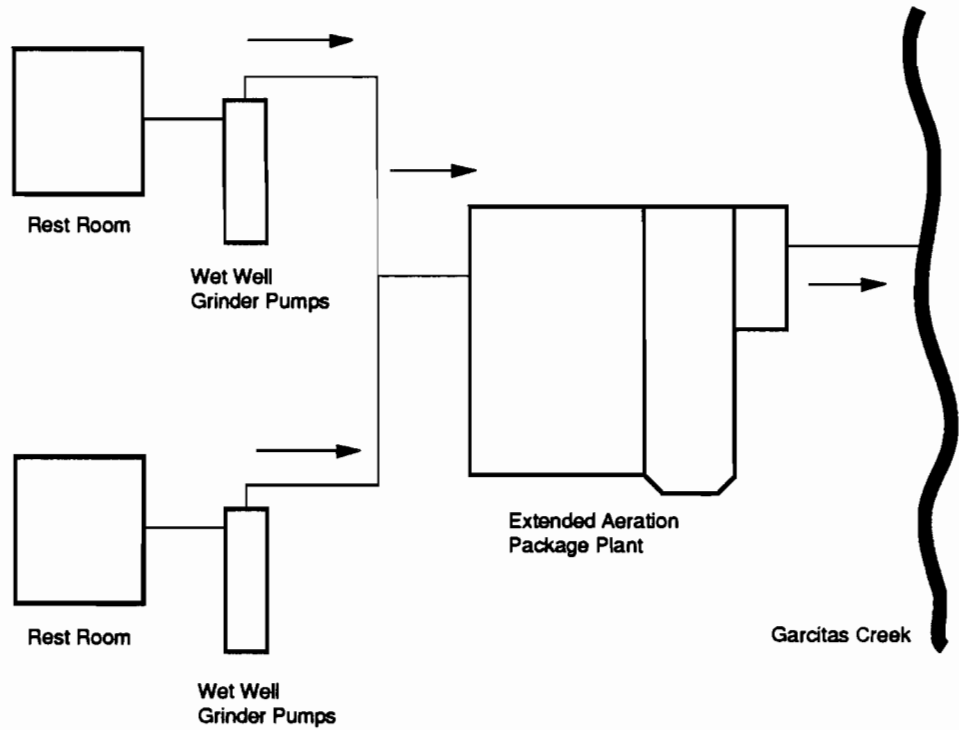 Rest Room
Wet Well
Grinder Pumps
Extended Aeration
Package Plant
Rest Room
Garcitas Creek
Wet Well
Grinder Pumps